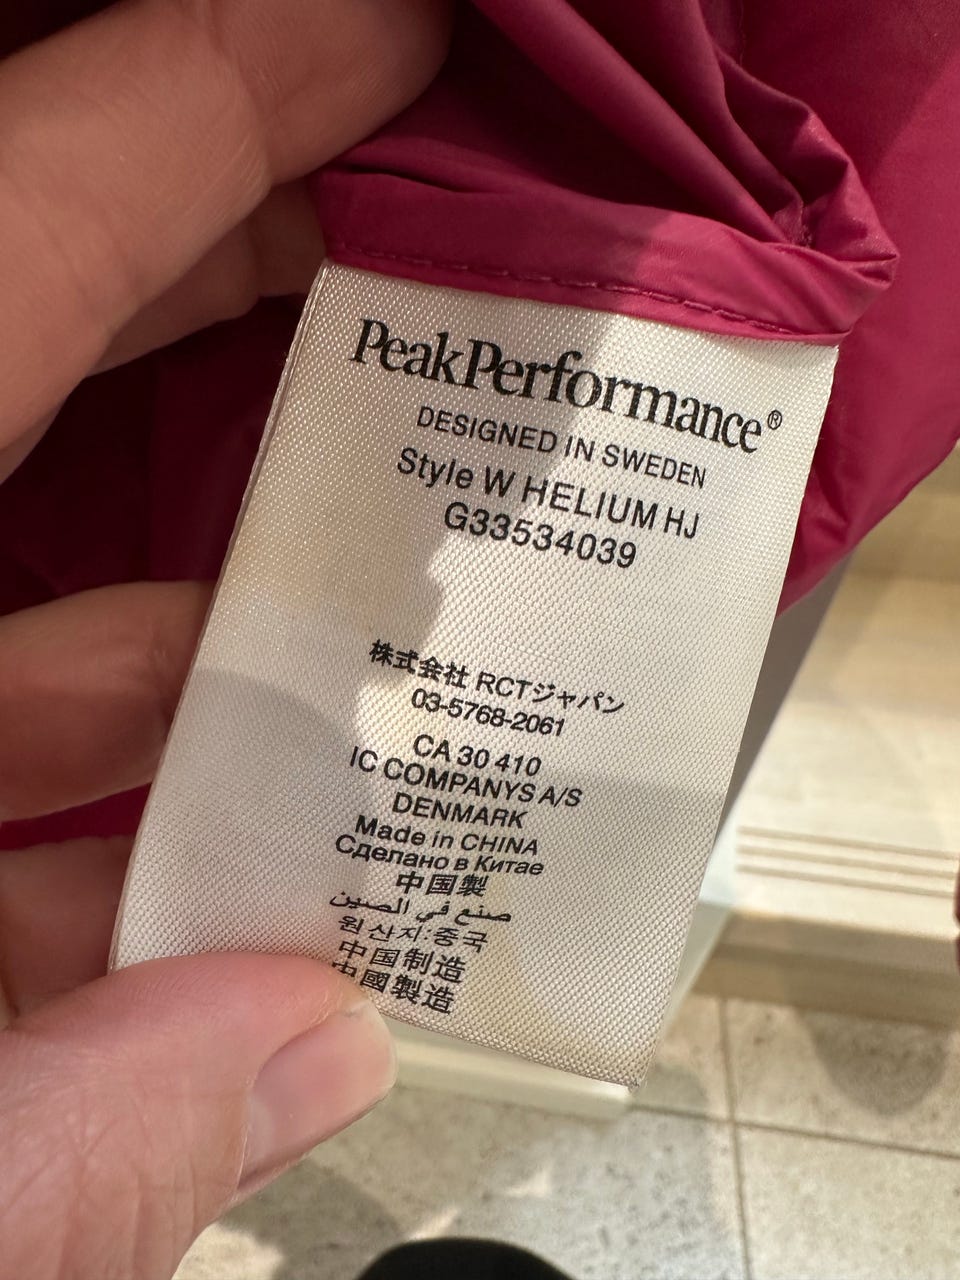 PeakPerformance®
DESIGNED IN SWEDEN
Style W HELIUM HJ
G33534039
株式会社 RCTジャパン
03-5768-2061
CA 30 410
IC COMPANYS A/S
DENMARK
Made in CHINA
Сделано в Китае
中国製
صنع في الصين
원산지:중국
中国制造
中國製造